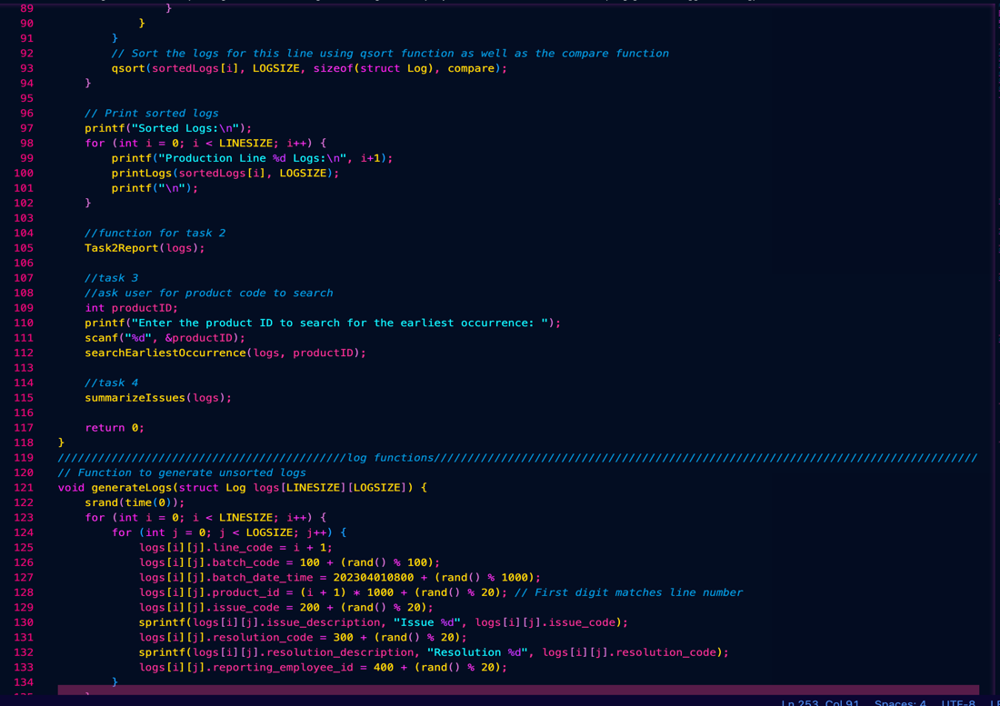 89                }
90            }
91        }
92        // Sort the logs for this line using qsort function as well as the compare function
93        qsort(sortedLogs[i], LOGSIZE, sizeof(struct Log), compare);
94    }
95
96    // Print sorted logs
97    printf("Sorted Logs:\n");
98    for (int i = 0; i < LINESIZE; i++) {
99        printf("Production Line %d Logs:\n", i+1);
100        printLogs(sortedLogs[i], LOGSIZE);
101        printf("\n");
102    }
103
104    //function for task 2
105    Task2Report(logs);
106
107    //task 3
108    //ask user for product code to search
109    int productID;
110    printf("Enter the product ID to search for the earliest occurrence: ");
111    scanf("%d", &productID);
112    searchEarliestOccurrence(logs, productID);
113
114    //task 4
115    summarizeIssues(logs);
116
117    return 0;
118 }
119 ///////////////////////////////////////////log functions/////////////////////////////////////////////////////////////////////////////////
120 // Function to generate unsorted logs
121 void generateLogs(struct Log logs[LINESIZE][LOGSIZE]) {
122    srand(time(0));
123    for (int i = 0; i < LINESIZE; i++) {
124        for (int j = 0; j < LOGSIZE; j++) {
125            logs[i][j].line_code = i + 1;
126            logs[i][j].batch_code = 100 + (rand() % 100);
127            logs[i][j].batch_date_time = 202304010800 + (rand() % 1000);
128            logs[i][j].product_id = (i + 1) * 1000 + (rand() % 20); // First digit matches line number
129            logs[i][j].issue_code = 200 + (rand() % 20);
130            sprintf(logs[i][j].issue_description, "Issue %d", logs[i][j].issue_code);
131            logs[i][j].resolution_code = 300 + (rand() % 20);
132            sprintf(logs[i][j].resolution_description, "Resolution %d", logs[i][j].resolution_code);
133            logs[i][j].reporting_employee_id = 400 + (rand() % 20);
134        }
Ln 253, Col 91    Spaces: 4    UTF-8